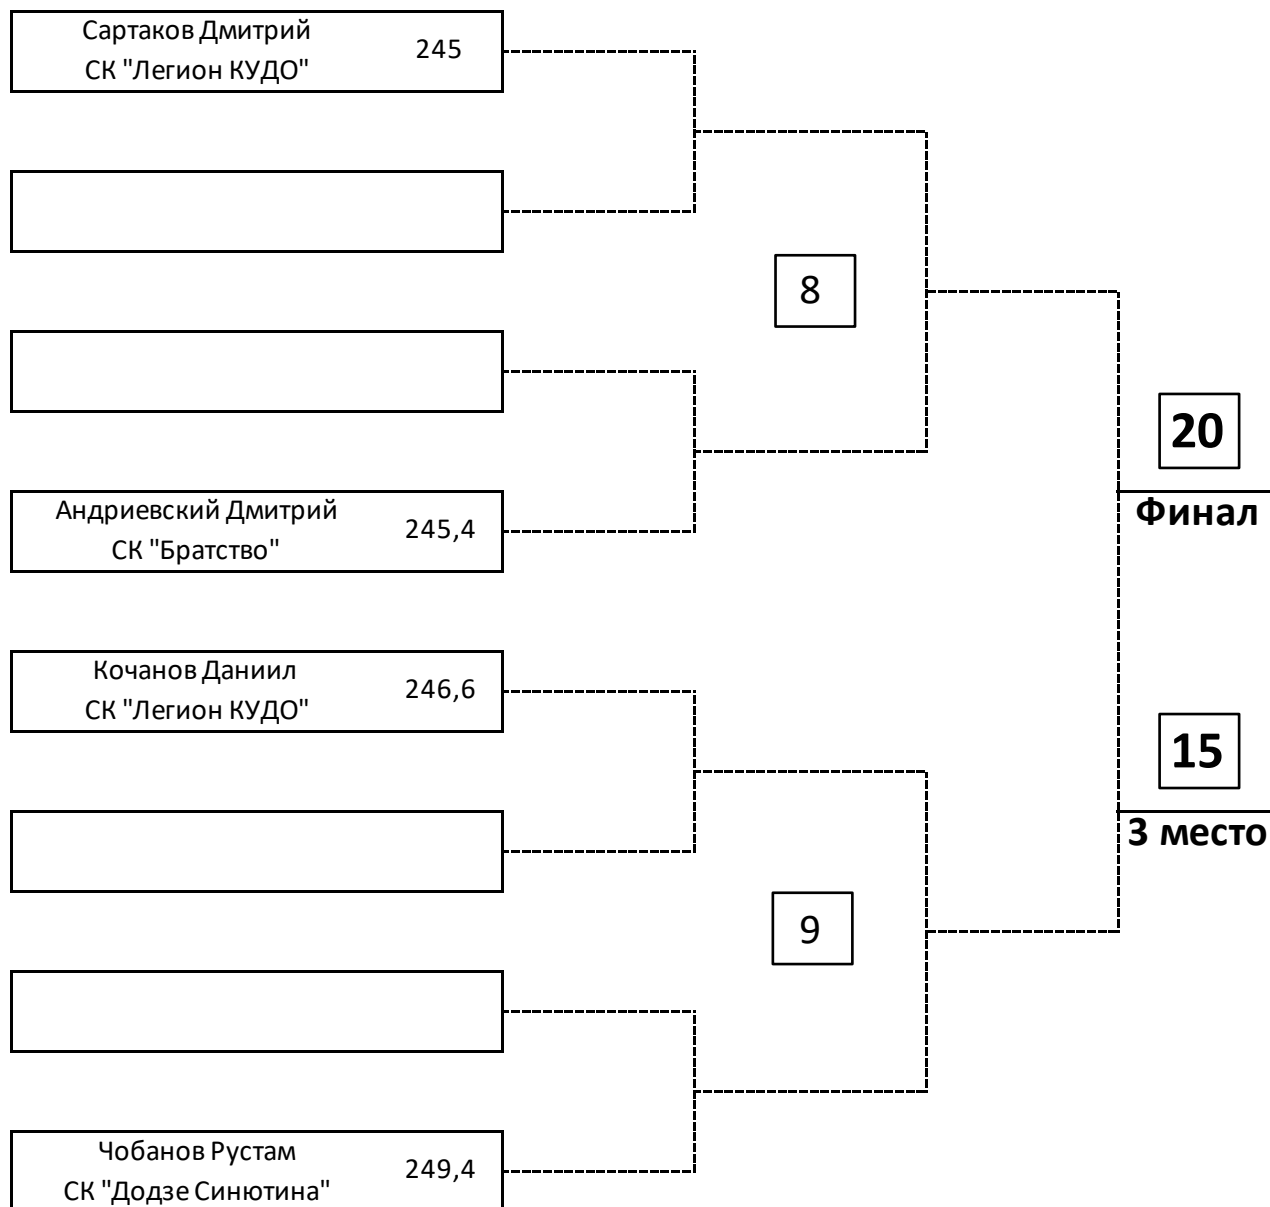 Сартаков Дмитрий
СК "Легион КУДО"
245
8
20
Финал
Андриевский Дмитрий
СК "Братство"
245,4
Кочанов Даниил
СК "Легион КУДО"
246,6
15
3 место
9
Чобанов Рустам
СК "Додзе Синютина"
249,4